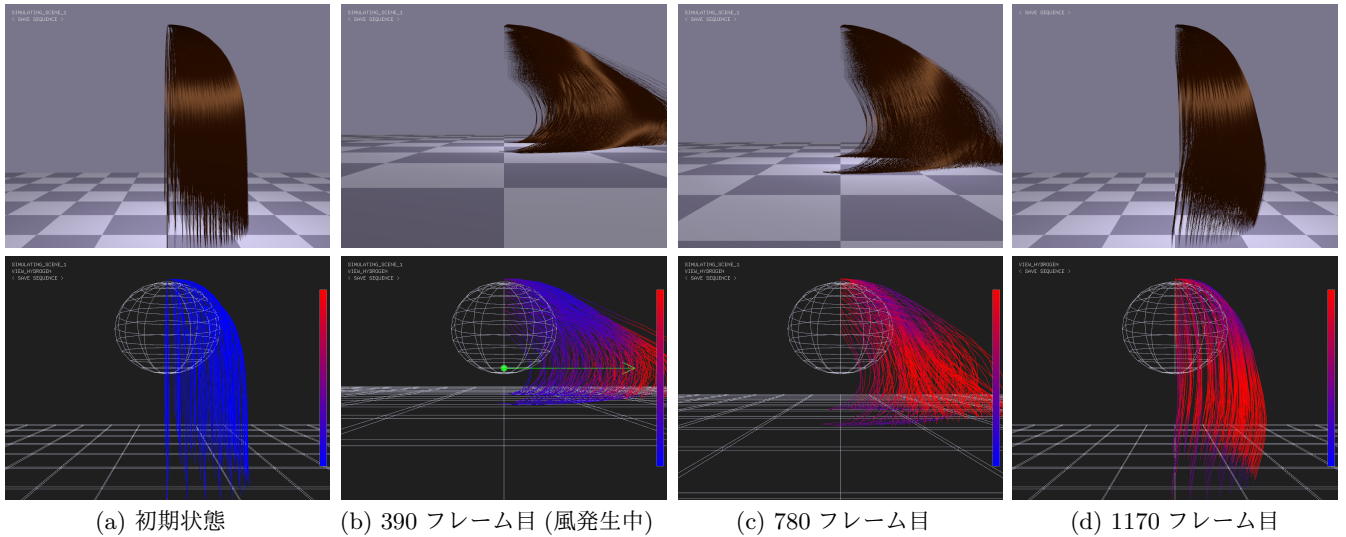 SIMULATING_SCENE_1
< SAVE SEQUENCE >
SIMULATING_SCENE_1
< SAVE SEQUENCE >
SIMULATING_SCENE_1
< SAVE SEQUENCE >
< SAVE SEQUENCE >
SIMULATING_SCENE_1
VIEW_HYDROGEN
< SAVE SEQUENCE >
SIMULATING_SCENE_1
VIEW_HYDROGEN
< SAVE SEQUENCE >
SIMULATING_SCENE_1
VIEW_HYDROGEN
< SAVE SEQUENCE >
VIEW_HYDROGEN
< SAVE SEQUENCE >
(a) 初期状態
(b) 390 フレーム目 (風発生中)
(c) 780 フレーム目
(d) 1170 フレーム目